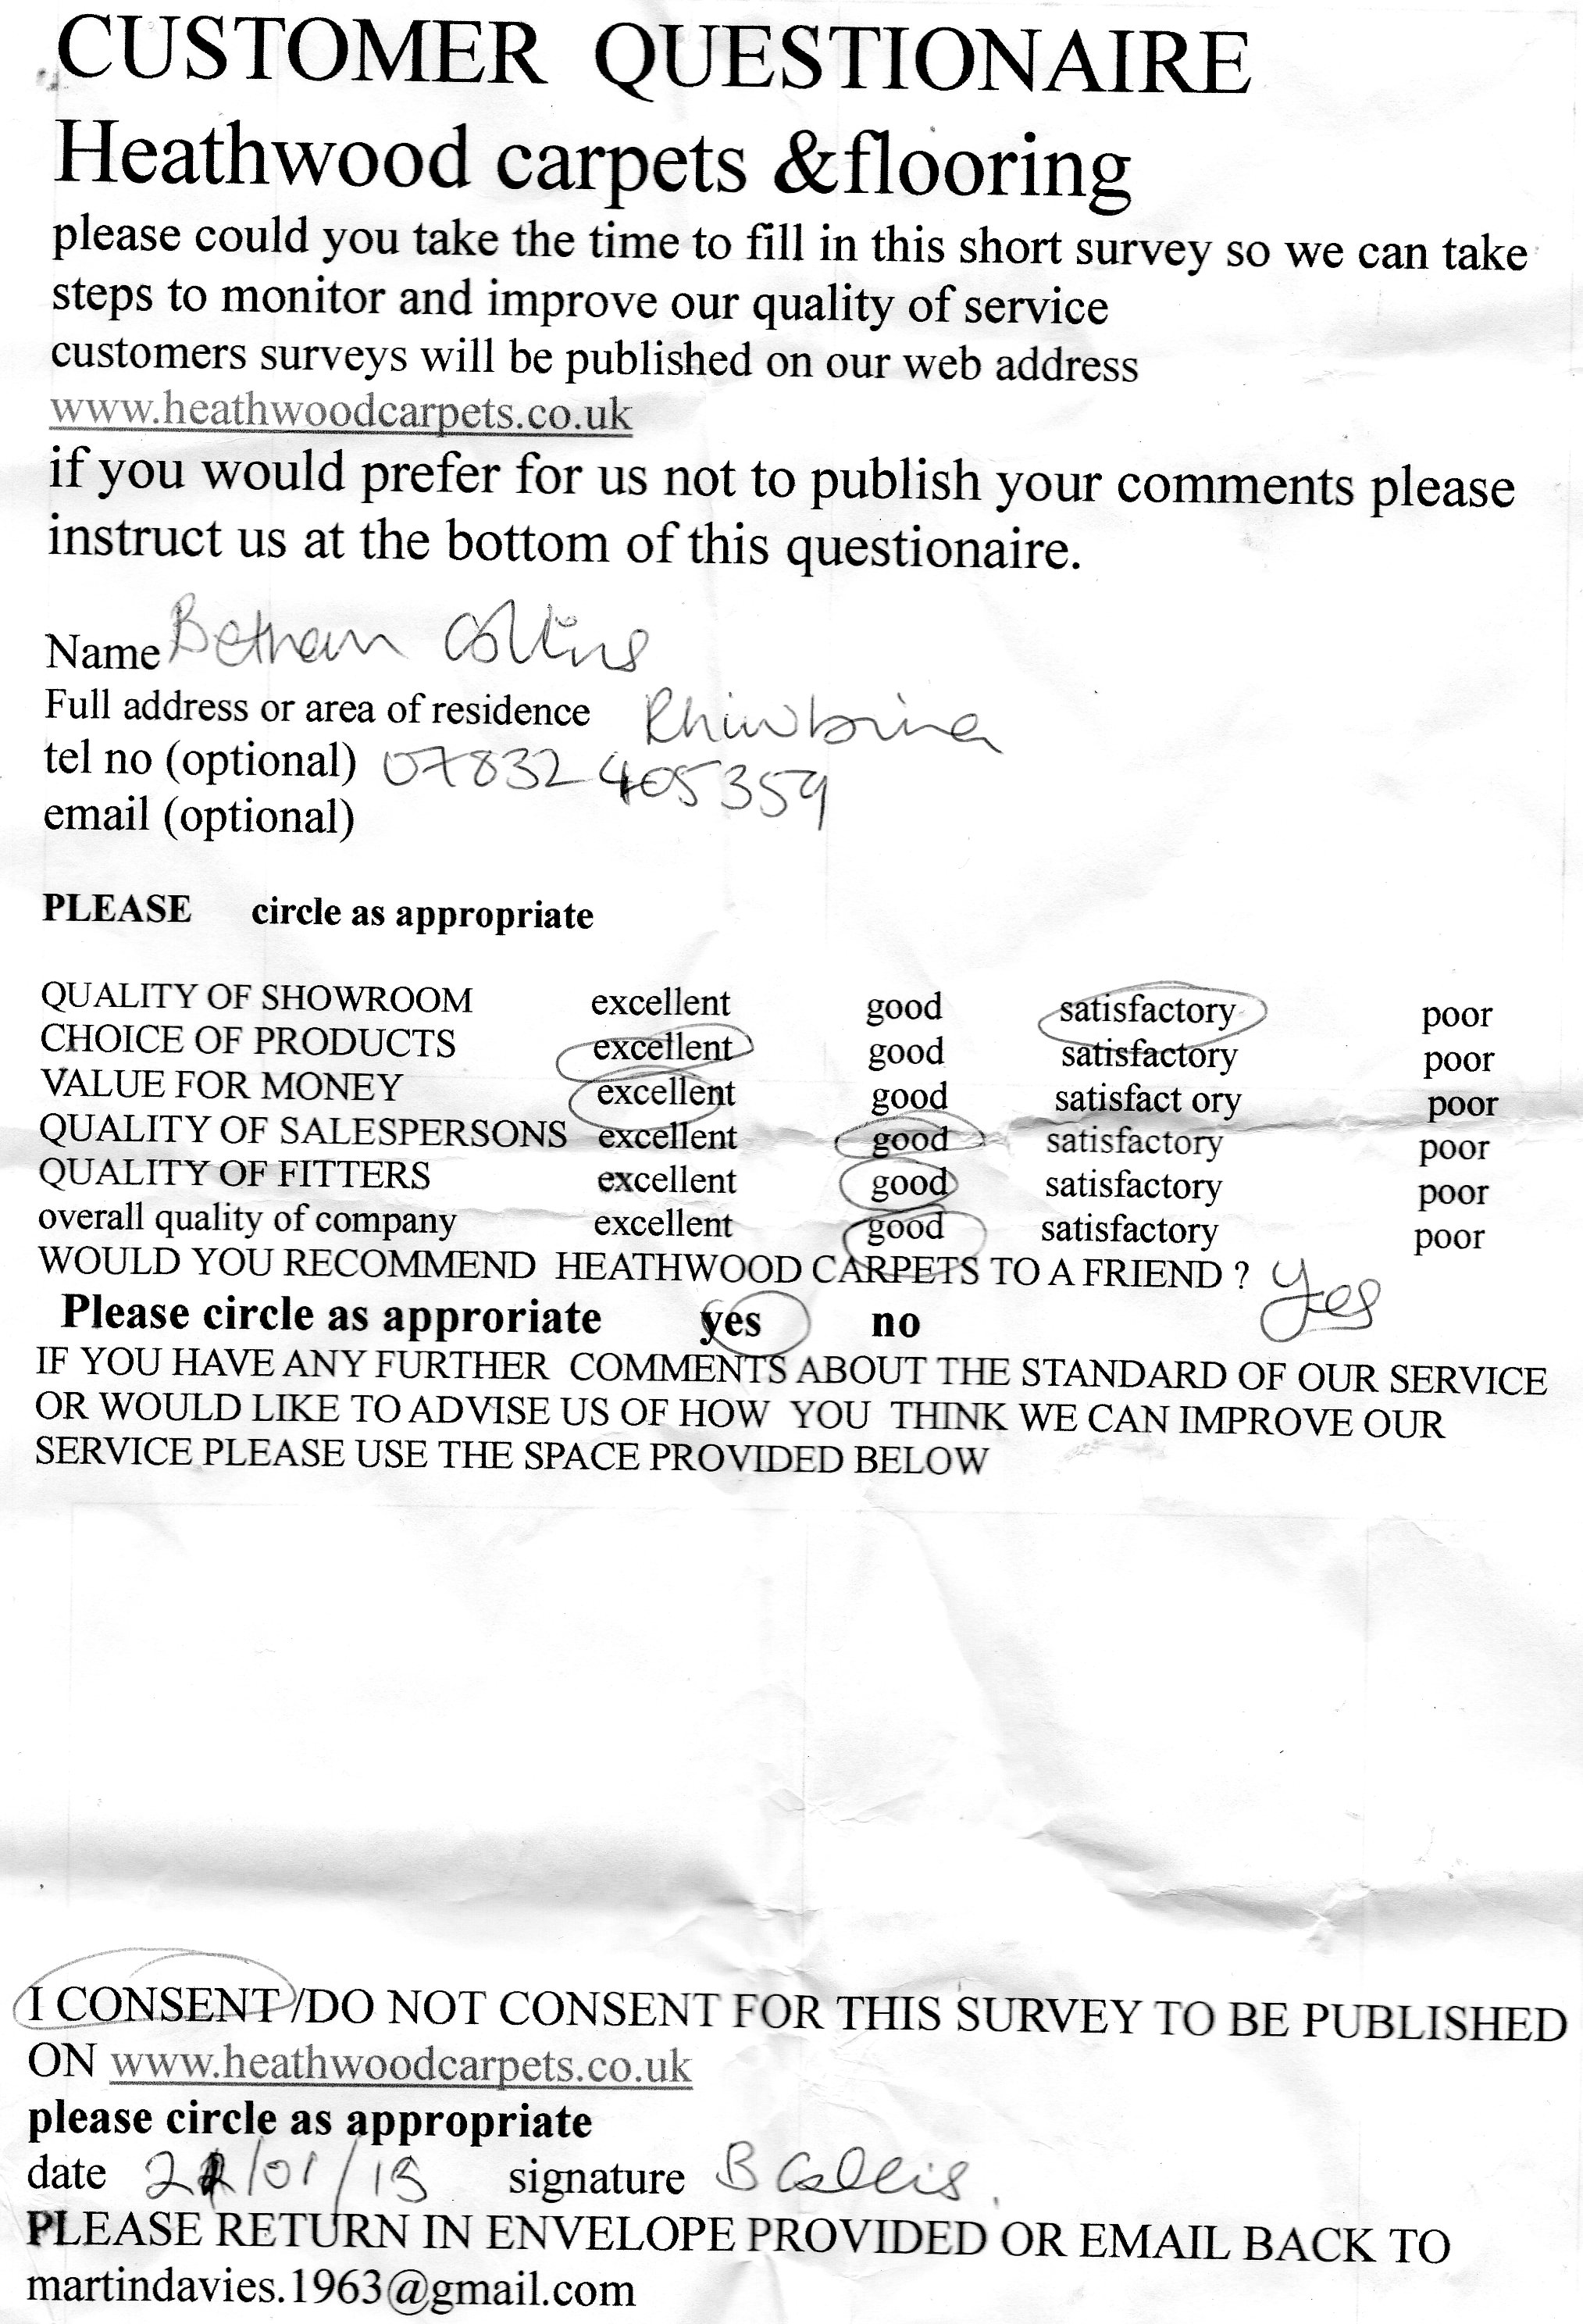 CUSTOMER QUESTIONAIRE
Heathwood carpets &flooring
please could you take the time to fill in this short survey so we can take
steps to monitor and improve our quality of service
customers surveys will be published on our web address
www.heathwoodcarpets.co.uk
if you would prefer for us not to publish your comments please
instruct us at the bottom of this questionaire.
Name Bethan Collins
Full address or area of residence Rhiwbina
tel no (optional) 07832 405359
email (optional)
PLEASE circle as appropriate
QUALITY OF SHOWROOM excellent good satisfactory poor
CHOICE OF PRODUCTS excellent good satisfactory poor
VALUE FOR MONEY excellent good satisfact ory poor
QUALITY OF SALESPERSONS excellent good satisfactory poor
QUALITY OF FITTERS excellent good satisfactory poor
overall quality of company excellent good satisfactory poor
WOULD YOU RECOMMEND HEATHWOOD CARPETS TO A FRIEND ? Yes
Please circle as approriate yes no
IF YOU HAVE ANY FURTHER COMMENTS ABOUT THE STANDARD OF OUR SERVICE
OR WOULD LIKE TO ADVISE US OF HOW YOU THINK WE CAN IMPROVE OUR
SERVICE PLEASE USE THE SPACE PROVIDED BELOW
I CONSENT /DO NOT CONSENT FOR THIS SURVEY TO BE PUBLISHED
ON www.heathwoodcarpets.co.uk
please circle as appropriate
date signature B Collis.
PLEASE RETURN IN ENVELOPE PROVIDED OR EMAIL BACK TO
martindavies.1963@gmail.com